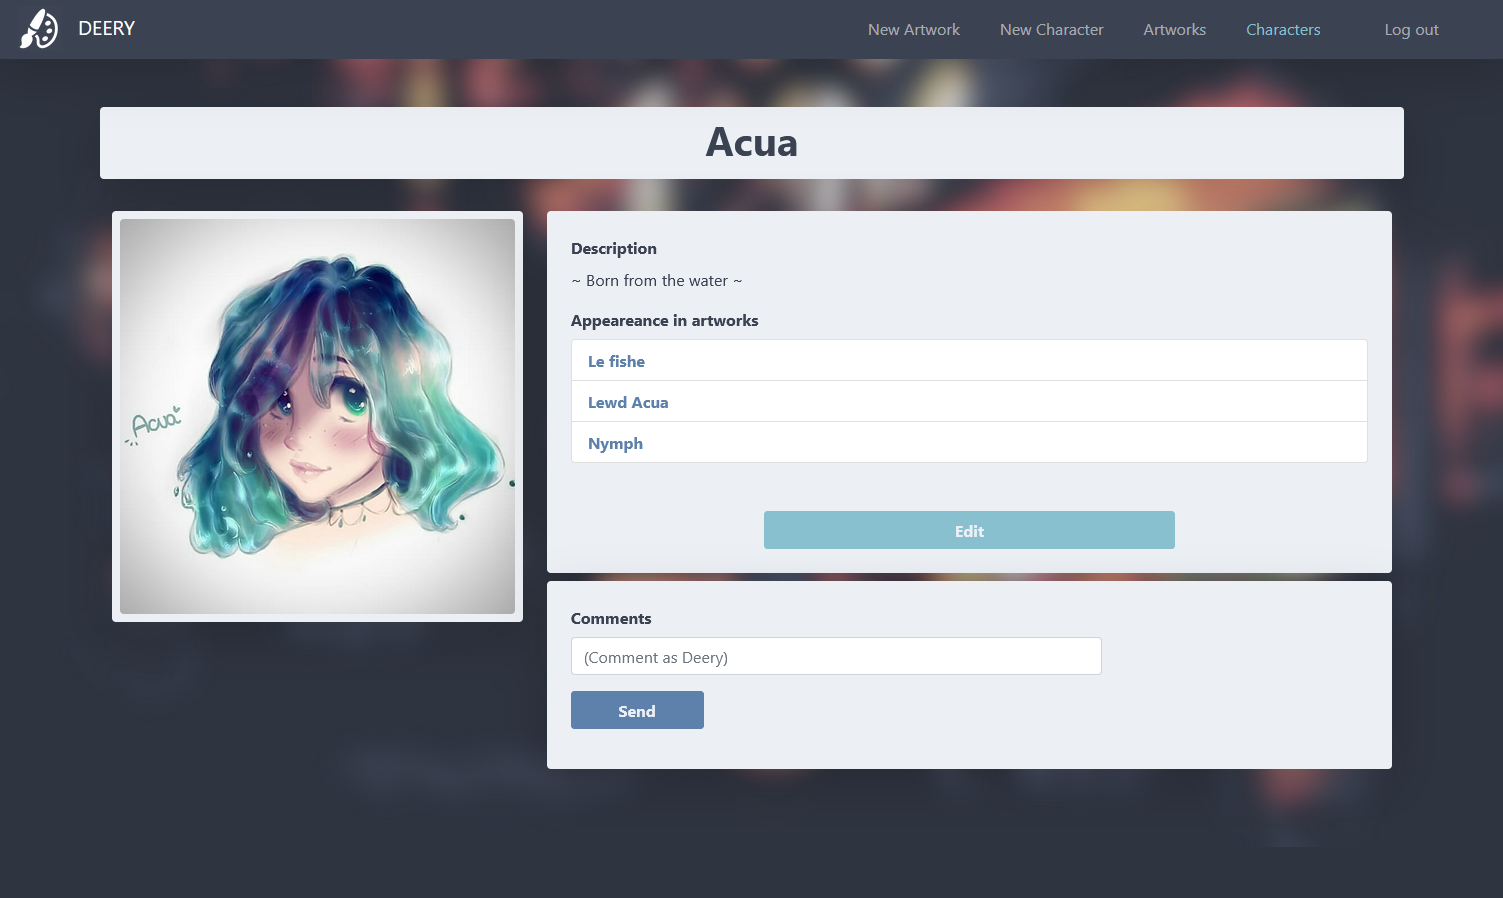 DEERY
New Artwork
New Character
Artworks
Characters
Log out
Acua
Acua
Description
~ Born from the water ~
Appeareance in artworks
Le fishe
Lewd Acua
Nymph
Edit
Comments
(Comment as Deery)
Send